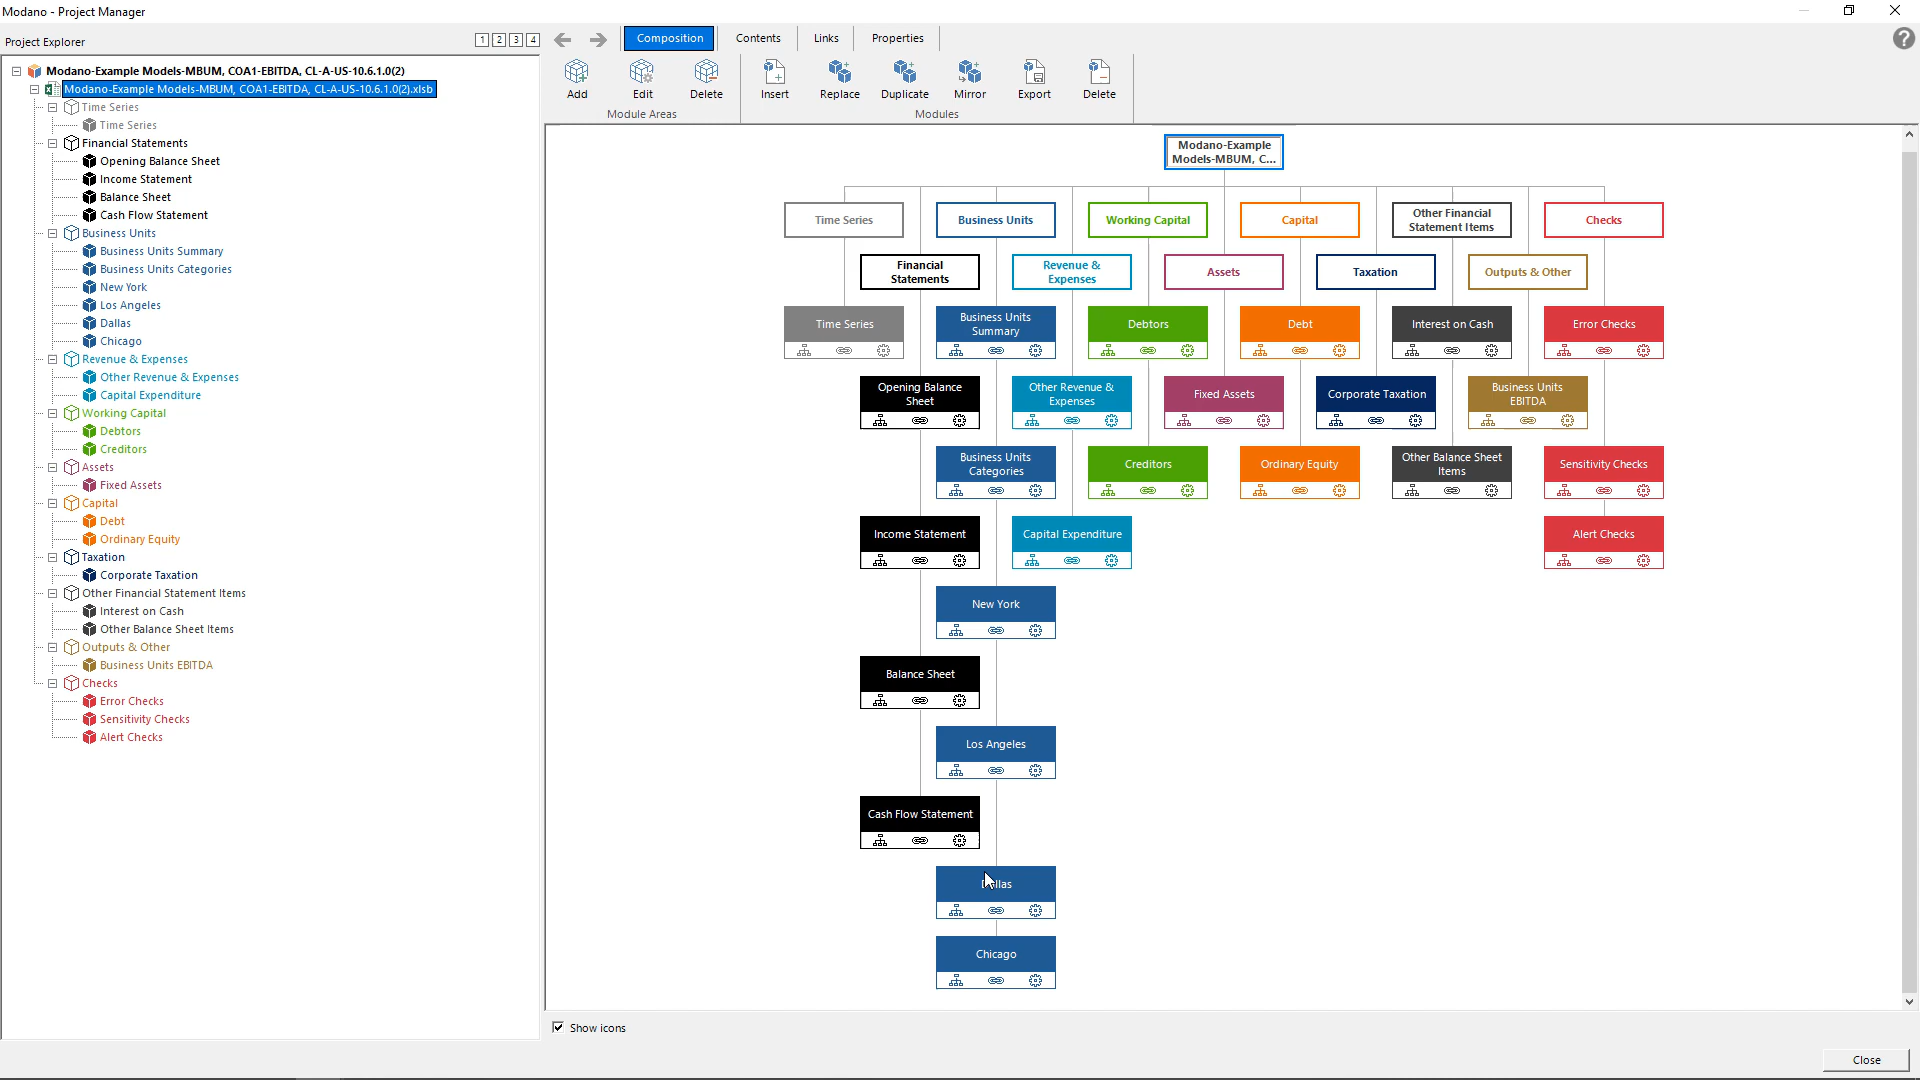 Modano - Project Manager
Project Explorer
1 2 3 4
Composition
Contents
Links
Properties
?
Modano-Example Models-MBUM, COA1-EBITDA, CL-A-US-10.6.1.0(2)
Modano-Example Models-MBUM, COA1-EBITDA, CL-A-US-10.6.1.0(2).xlsb
Time Series
Time Series
Financial Statements
Opening Balance Sheet
Income Statement
Balance Sheet
Cash Flow Statement
Business Units
Business Units Summary
Business Units Categories
New York
Los Angeles
Dallas
Chicago
Revenue & Expenses
Other Revenue & Expenses
Capital Expenditure
Working Capital
Debtors
Creditors
Assets
Fixed Assets
Capital
Debt
Ordinary Equity
Taxation
Corporate Taxation
Other Financial Statement Items
Interest on Cash
Other Balance Sheet Items
Outputs & Other
Business Units EBITDA
Checks
Error Checks
Sensitivity Checks
Alert Checks
Add
Edit
Delete
Module Areas
Insert
Replace
Duplicate
Mirror
Export
Delete
Modules
Modano-Example
Models-MBUM, C...
Time Series
Business Units
Working Capital
Capital
Other Financial
Statement Items
Checks
Financial
Statements
Revenue &
Expenses
Assets
Taxation
Outputs & Other
Time Series
Business Units
Summary
Debtors
Debt
Interest on Cash
Error Checks
Opening Balance
Sheet
Other Revenue &
Expenses
Fixed Assets
Corporate Taxation
Business Units
EBITDA
Business Units
Categories
Creditors
Ordinary Equity
Other Balance Sheet
Items
Sensitivity Checks
Income Statement
Capital Expenditure
Alert Checks
New York
Balance Sheet
Los Angeles
Cash Flow Statement
Dallas
Chicago
Show icons
Close